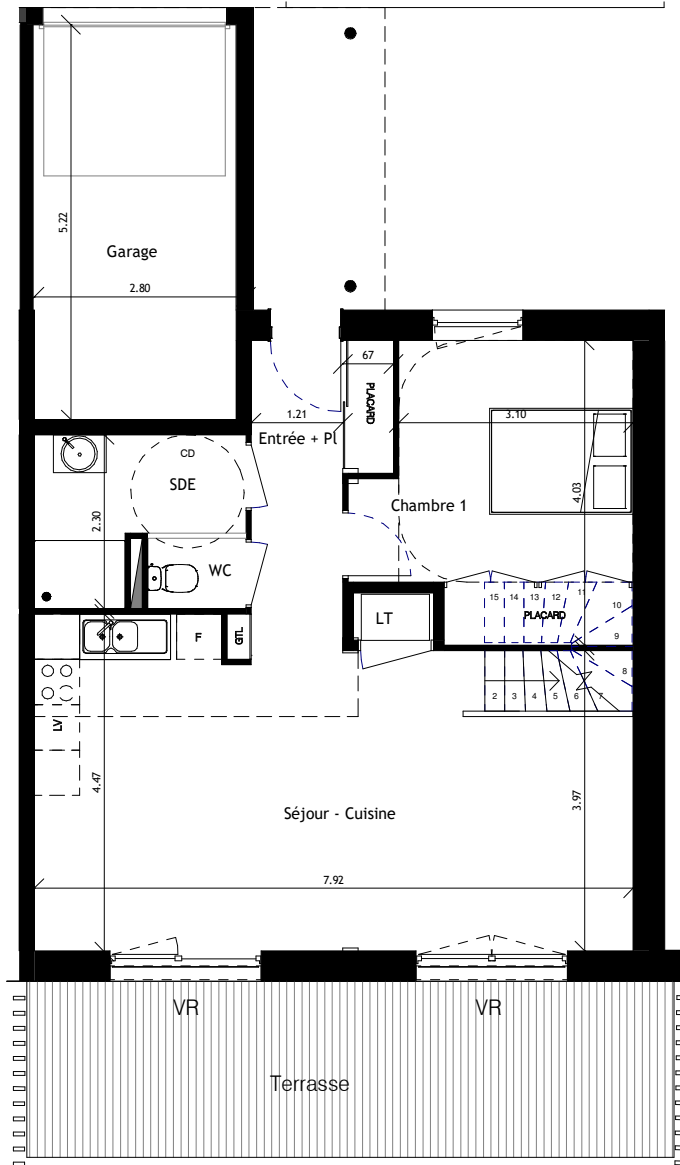 5.22
Garage
2.80
67
PLACARD
1.21
3.10
Entrée + Pl
CD
SDE
4.03
Chambre 1
2.30
WC
15 14 13 12 11
10
PLACARD
9
LT
F
GTL
8
2 3 4 5 6 7
LV
4.47
3.97
Séjour - Cuisine
7.92
VR
VR
Terrasse